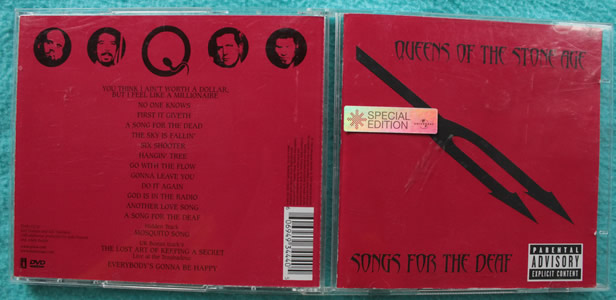 YOU THINK I AIN'T WORTH A DOLLAR,
BUT I FEEL LIKE A MILLIONAIRE
NO ONE KNOWS
FIRST IT GIVETH
A SONG FOR THE DEAD
THE SKY IS FALLIN'
SIX SHOOTER
HANGIN' TREE
GO WITH THE FLOW
GONNA LEAVE YOU
DO IT AGAIN
GOD IS IN THE RADIO
ANOTHER LOVE SONG
A SONG FOR THE DEAF
MOSQUITO SONG
THE LOST ART OF KEEPING A SECRET
EVERYBODY'S GONNA BE HAPPY
DVD
QUEENS OF THE STONE AGE
SPECIAL
EDITION
UNIVERSAL
SONGS FOR THE DEAF
PARENTAL
ADVISORY
EXPLICIT CONTENT